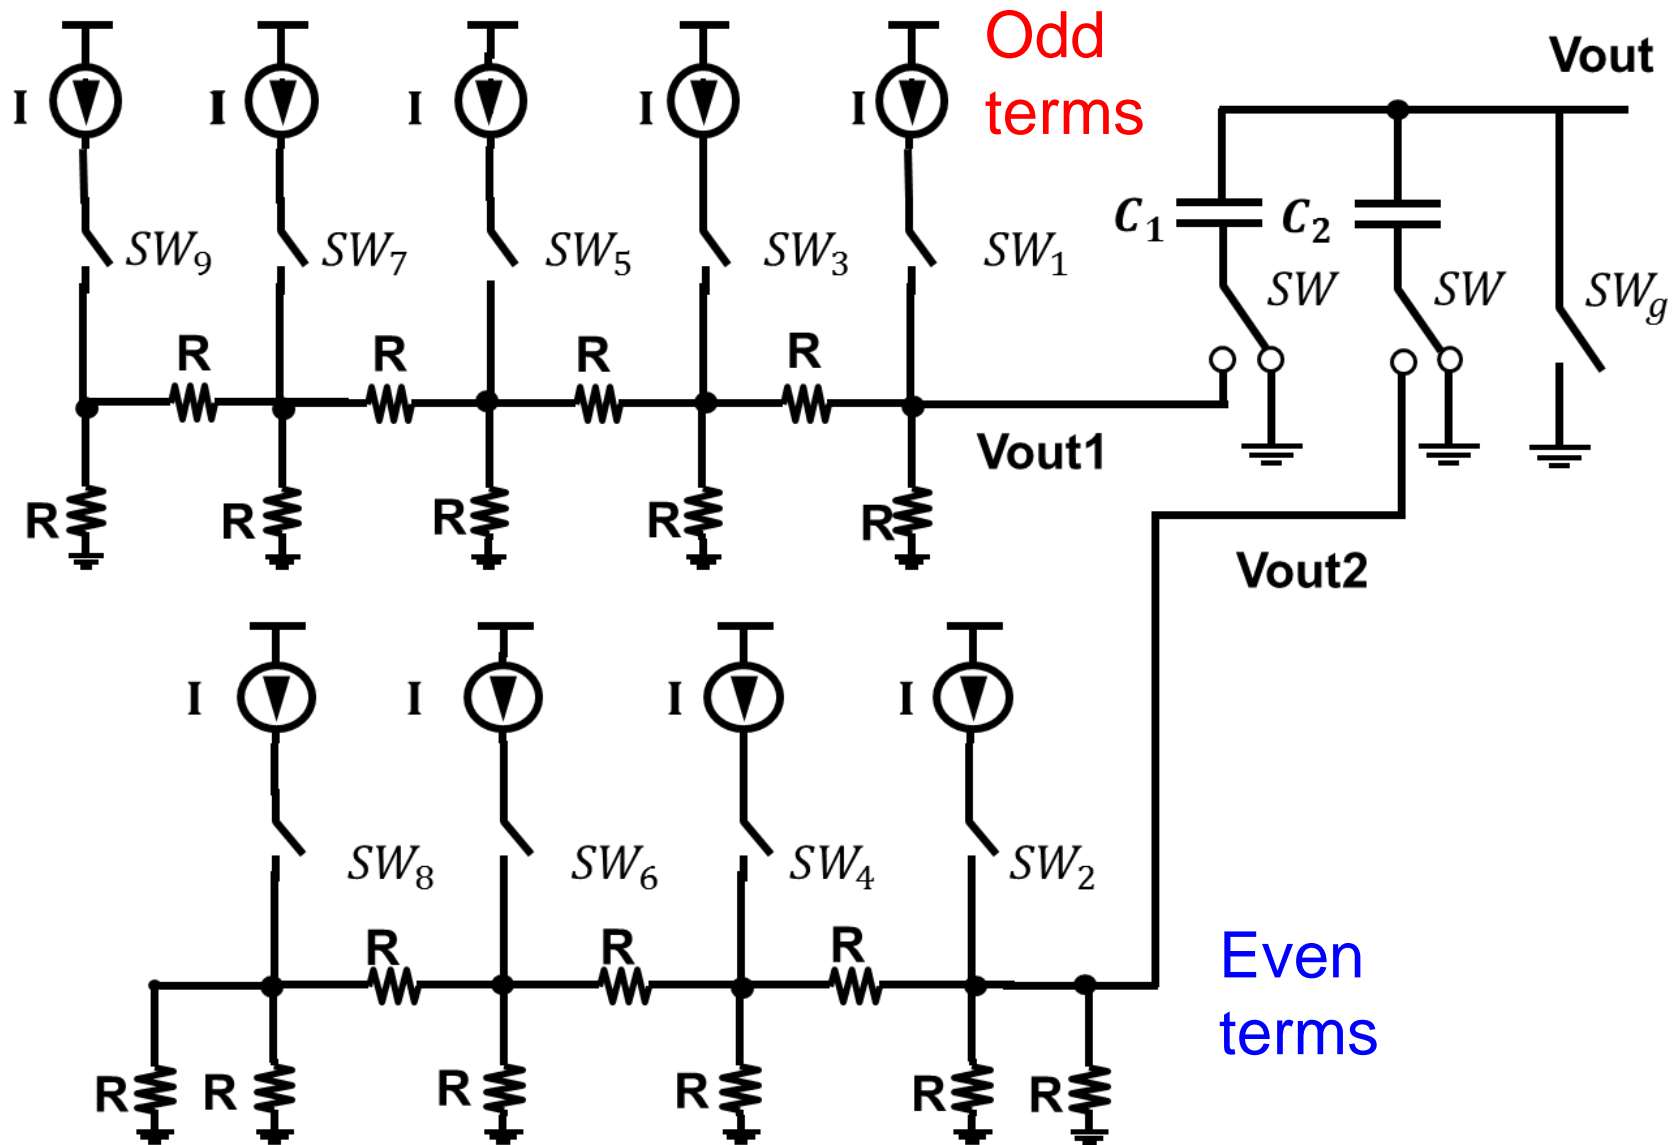 Odd
terms
Vout
I I I I I
C₁ C₂
SW₉ SW₇ SW₅ SW₃ SW₁ SW SW SW_g
R R R R
Vout1
R R R R R
Vout2
I I I I
SW₈ SW₆ SW₄ SW₂
R R R
Even
terms
R R R R R R